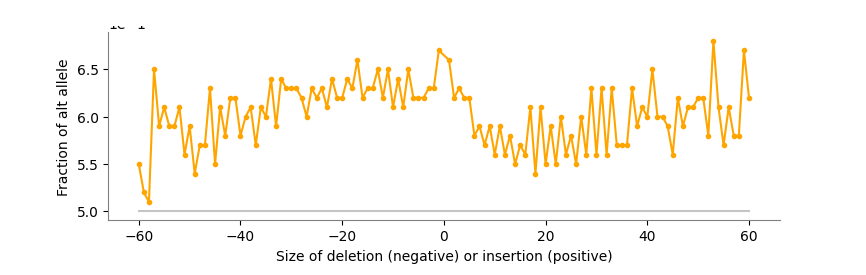 6.5
6.0
5.5
5.0
Fraction of alt allele
−60 −40 −20 0 20 40 60
Size of deletion (negative) or insertion (positive)